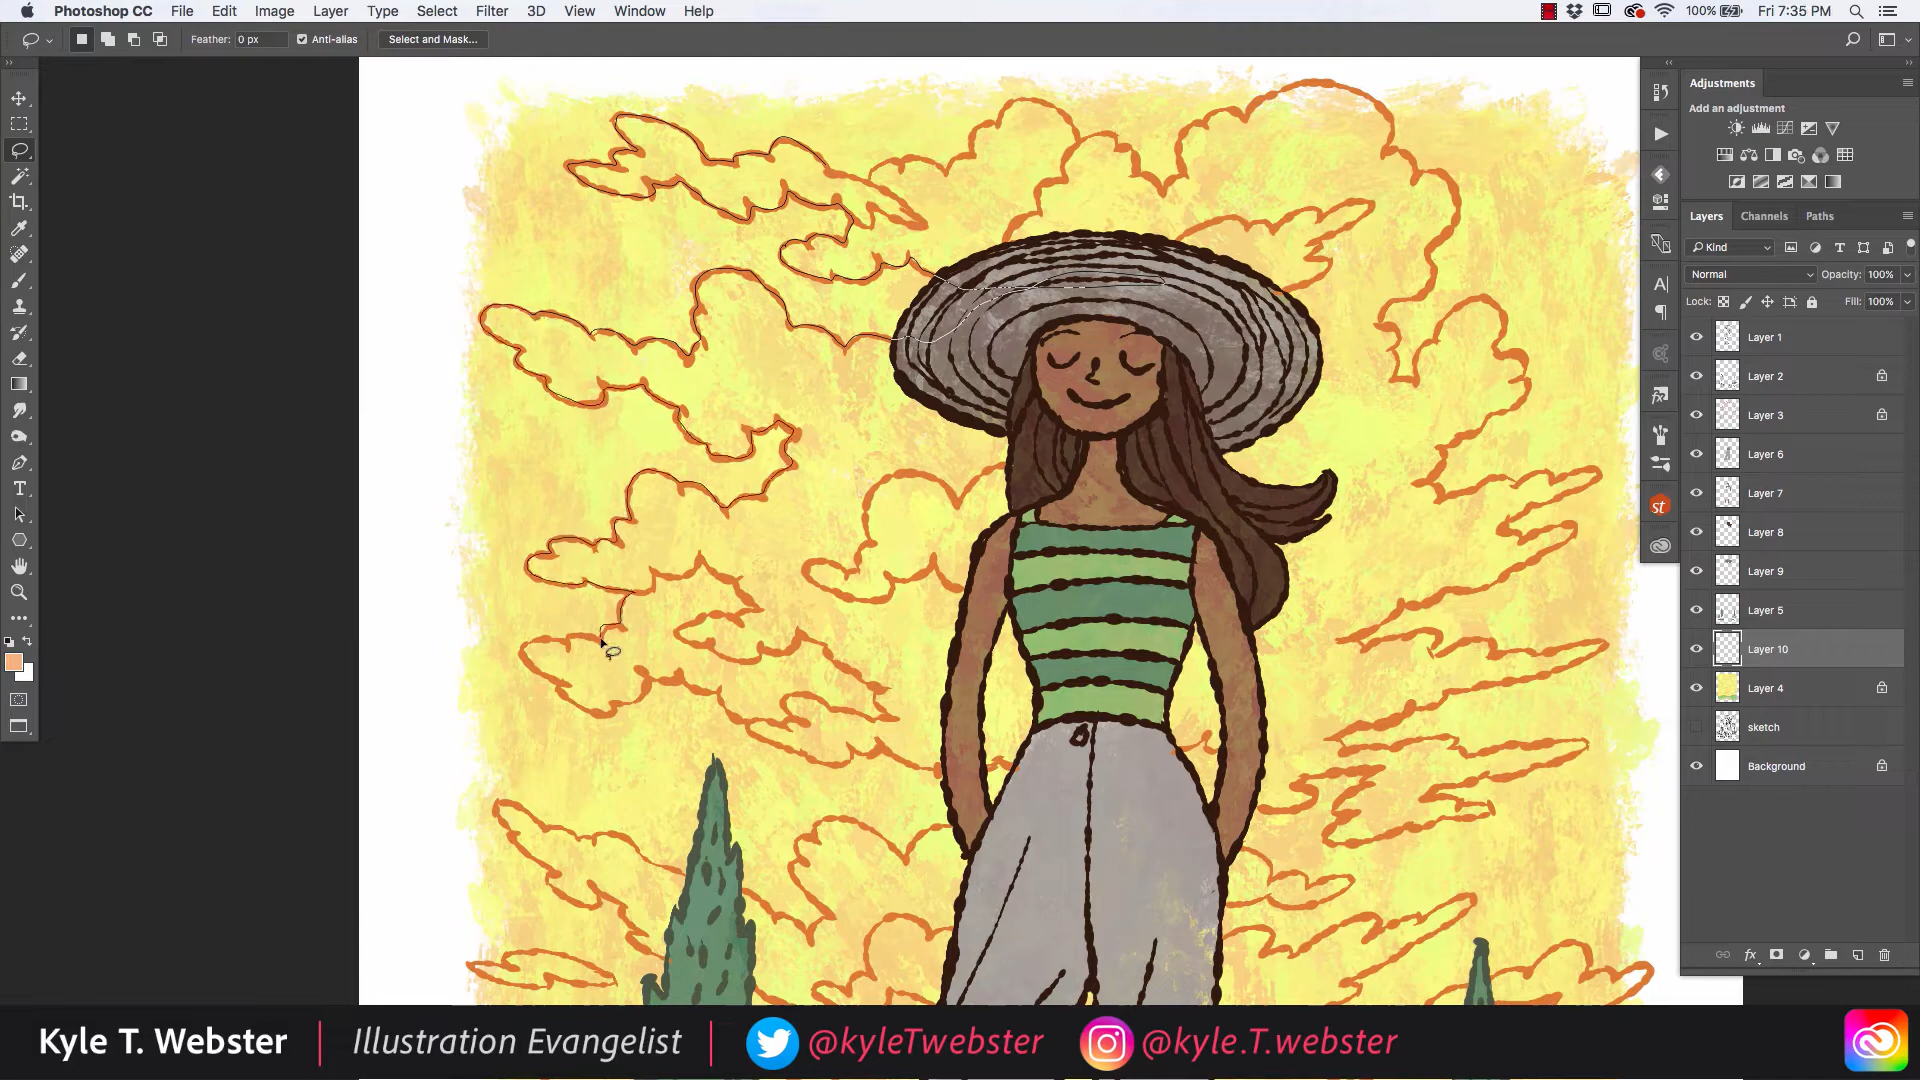 Photoshop CC File Edit Image Layer Type Select Filter 3D View Window Help 100% Fri 7:35 PM
Feather: 0 px Anti-alias Select and Mask...
Adjustments
Add an adjustment
Layers Channels Paths
Kind
Normal Opacity: 100%
Lock: Fill: 100%
Layer 1
Layer 2
Layer 3
Layer 6
Layer 7
Layer 8
Layer 9
Layer 5
Layer 10
Layer 4
sketch
Background
st
fx
Kyle T. Webster Illustration Evangelist @kyleTwebster @kyle.T.webster